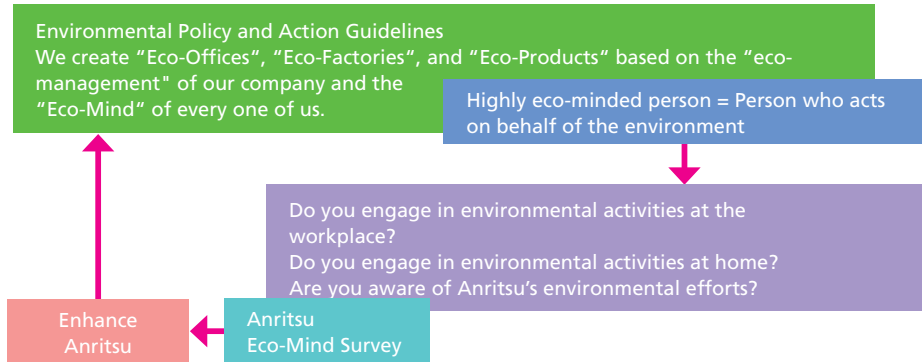 Environmental Policy and Action Guidelines
We create “Eco-Offices“, “Eco-Factories“, and “Eco-Products“ based on the “eco-
management" of our company and the
“Eco-Mind“ of every one of us.
Highly eco-minded person = Person who acts
on behalf of the environment
Do you engage in environmental activities at the
workplace?
Do you engage in environmental activities at home?
Are you aware of Anritsu’s environmental efforts?
Enhance
Anritsu
Anritsu
Eco-Mind Survey